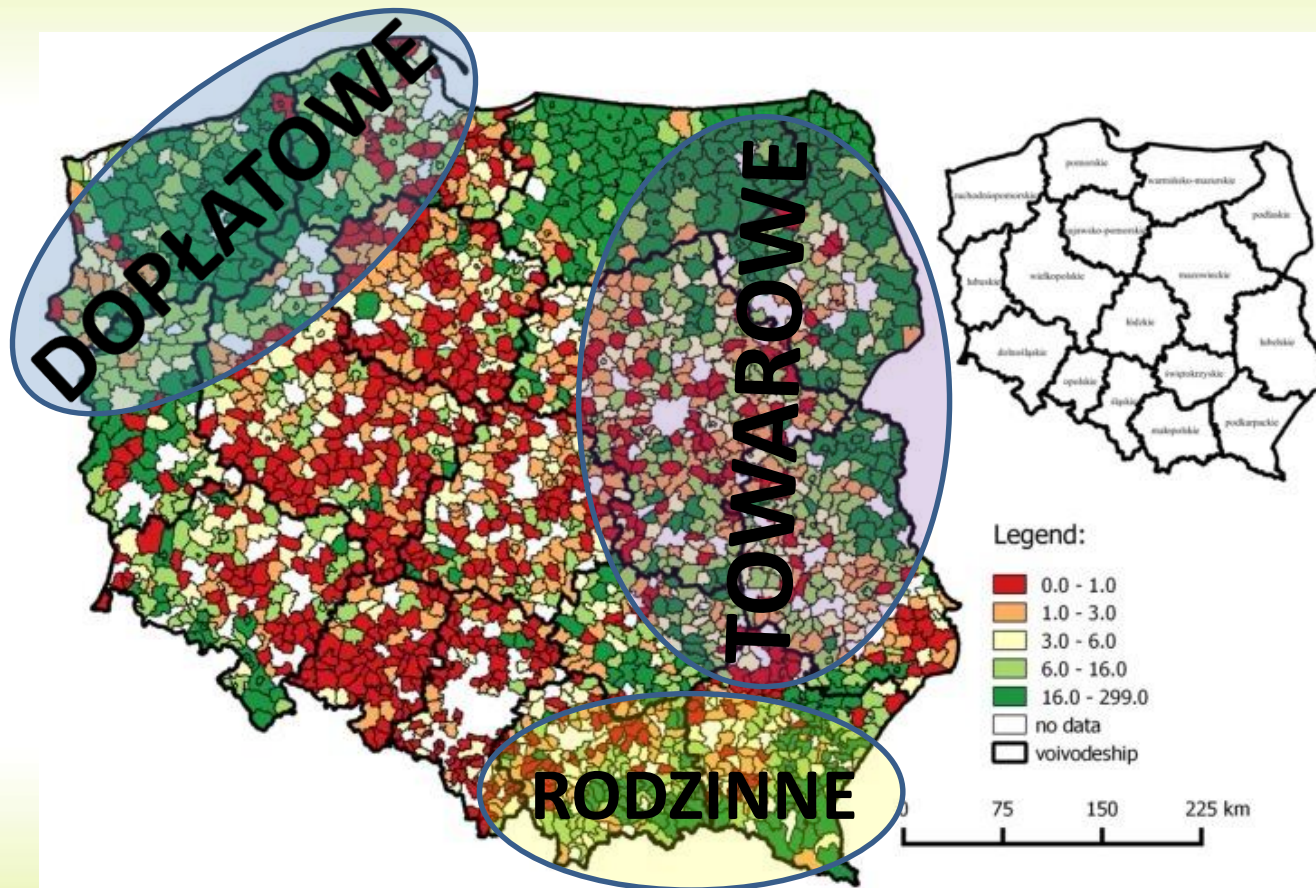 DOPŁATOWE
TOWAROWE
RODZINNE
pomorskie
zachodniopomorskie
warmińsko-mazurskie
podlaskie
kujawsko-pomorskie
mazowieckie
wielkopolskie
lubuskie
łódzkie
lubelskie
dolnośląskie
świętokrzyskie
opolskie
śląskie
podkarpackie
małopolskie
Legend:
0.0 - 1.0
1.0 - 3.0
3.0 - 6.0
6.0 - 16.0
16.0 - 299.0
no data
voivodeship
0 75 150 225 km